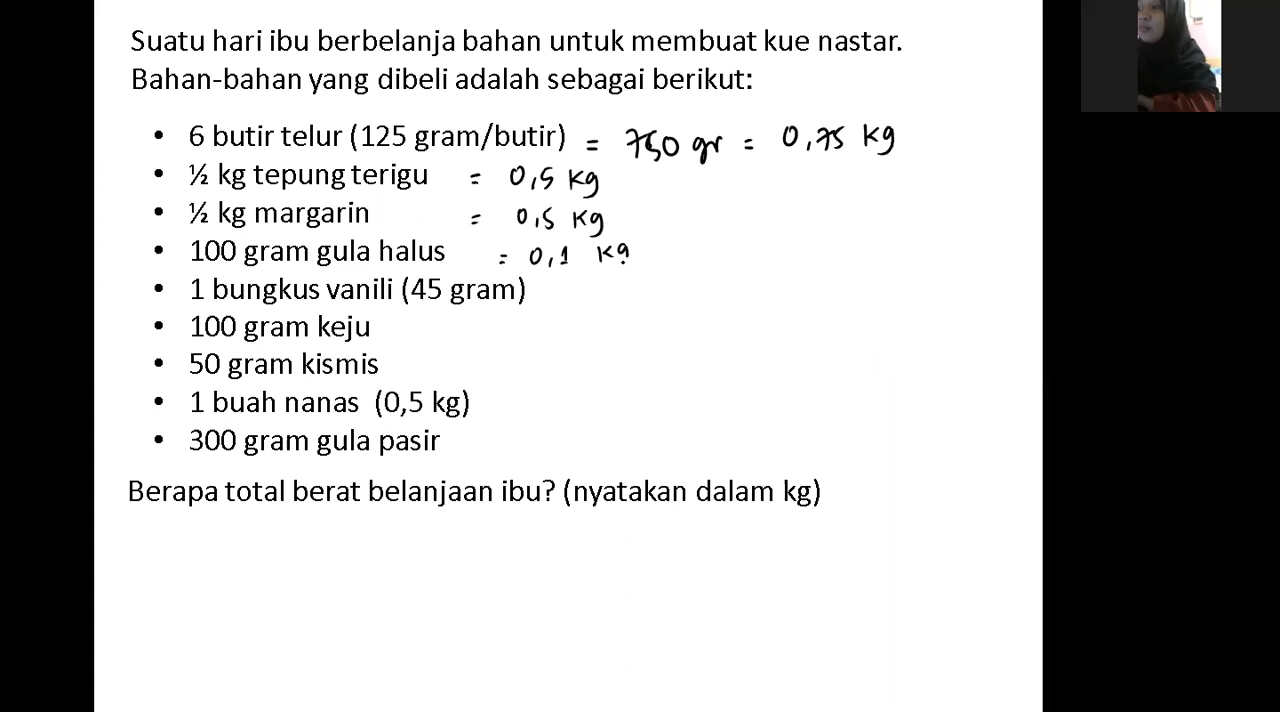 Suatu hari ibu berbelanja bahan untuk membuat kue nastar.
Bahan-bahan yang dibeli adalah sebagai berikut:
• 6 butir telur (125 gram/butir) = 750 gr = 0,75 kg
• ½ kg tepung terigu = 0,5 kg
• ½ kg margarin = 0,5 kg
• 100 gram gula halus = 0,1 kg
• 1 bungkus vanili (45 gram)
• 100 gram keju
• 50 gram kismis
• 1 buah nanas (0,5 kg)
• 300 gram gula pasir
Berapa total berat belanjaan ibu? (nyatakan dalam kg)